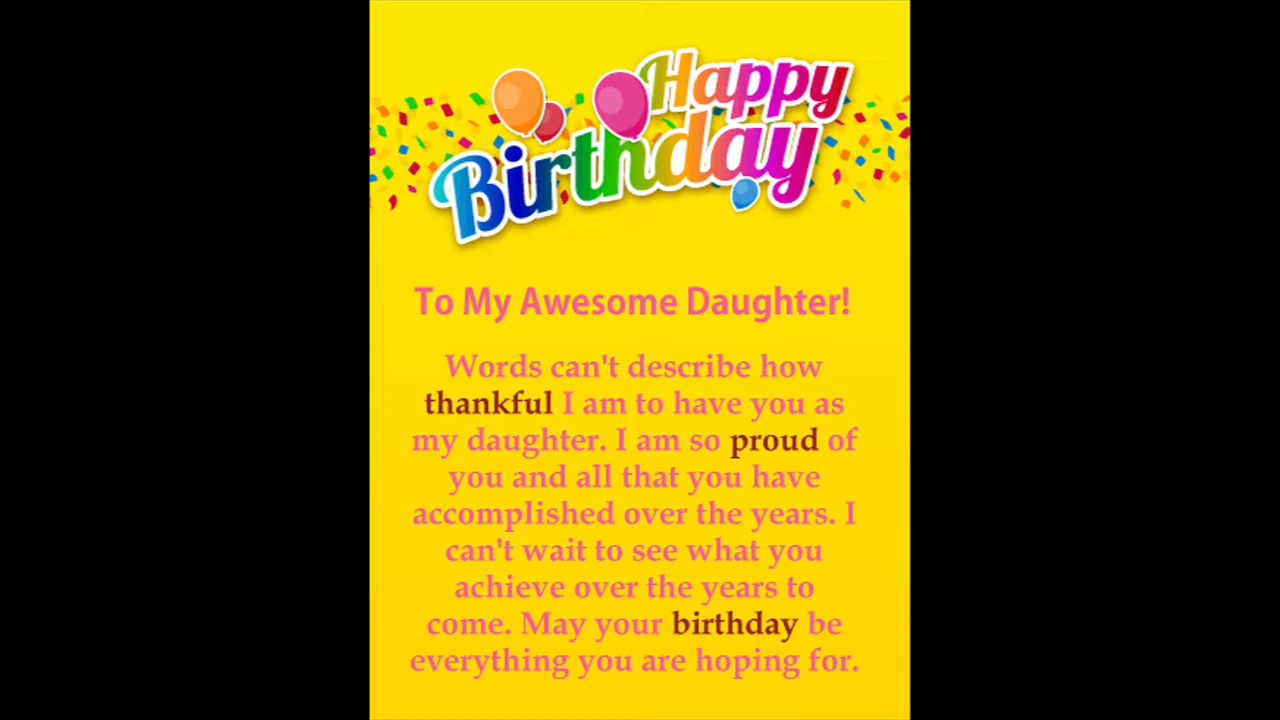 Happy
Birthday
To My Awesome Daughter!
Words can't describe how
thankful I am to have you as
my daughter. I am so proud of
you and all that you have
accomplished over the years. I
can't wait to see what you
achieve over the years to
come. May your birthday be
everything you are hoping for.